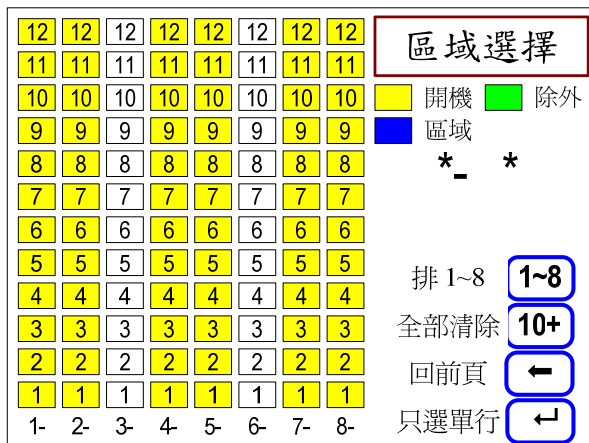 12 12 12 12 12 12 12 12
11 11 11 11 11 11 11 11
10 10 10 10 10 10 10 10
9 9 9 9 9 9 9 9
8 8 8 8 8 8 8 8
7 7 7 7 7 7 7 7
6 6 6 6 6 6 6 6
5 5 5 5 5 5 5 5
4 4 4 4 4 4 4 4
3 3 3 3 3 3 3 3
2 2 2 2 2 2 2 2
1 1 1 1 1 1 1 1
1- 2- 3- 4- 5- 6- 7- 8-
區域選擇
開機 除外
區域
*- *
排 1~8 1~8
全部清除 10+
回前頁 ←
只選單行 ↵